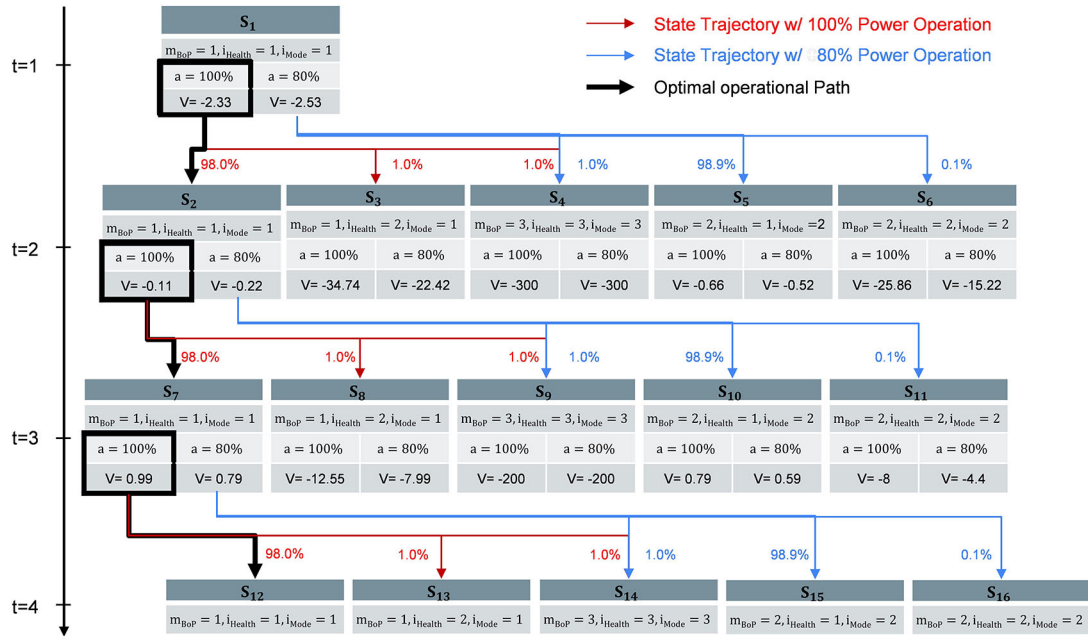 S1
State Trajectory w/ 100% Power Operation
mBoP = 1, iHealth = 1, iMode = 1
State Trajectory w/ 80% Power Operation
t=1
a = 100% a = 80%
Optimal operational Path
V= -2.33 V= -2.53
98.0% 1.0% 1.0% 1.0% 98.9% 0.1%
S2 S3 S4 S5 S6
mBoP = 1, iHealth = 1, iMode = 1 mBoP = 1, iHealth = 2, iMode = 1 mBoP = 3, iHealth = 3, iMode = 3 mBoP = 2, iHealth = 1, iMode =2 mBoP = 2, iHealth = 2, iMode = 2
t=2
a = 100% a = 80% a = 100% a = 80% a = 100% a = 80% a = 100% a = 80% a = 100% a = 80%
V= -0.11 V= -0.22 V= -34.74 V= -22.42 V= -300 V= -300 V= -0.66 V= -0.52 V= -25.86 V= -15.22
98.0% 1.0% 1.0% 1.0% 98.9% 0.1%
S7 S8 S9 S10 S11
mBoP = 1, iHealth = 1, iMode = 1 mBoP = 1, iHealth = 2, iMode = 1 mBoP = 3, iHealth = 3, iMode = 3 mBoP = 2, iHealth = 1, iMode = 2 mBoP = 2, iHealth = 2, iMode = 2
t=3
a = 100% a = 80% a = 100% a = 80% a = 100% a = 80% a = 100% a = 80% a = 100% a = 80%
V= 0.99 V= 0.79 V= -12.55 V= -7.99 V= -200 V= -200 V= 0.79 V= 0.59 V= -8 V= -4.4
98.0% 1.0% 1.0% 1.0% 98.9% 0.1%
S12 S13 S14 S15 S16
t=4
mBoP = 1, iHealth = 1, iMode = 1 mBoP = 1, iHealth = 2, iMode = 1 mBoP = 3, iHealth = 3, iMode = 3 mBoP = 2, iHealth = 1, iMode = 2 mBoP = 2, iHealth = 2, iMode = 2